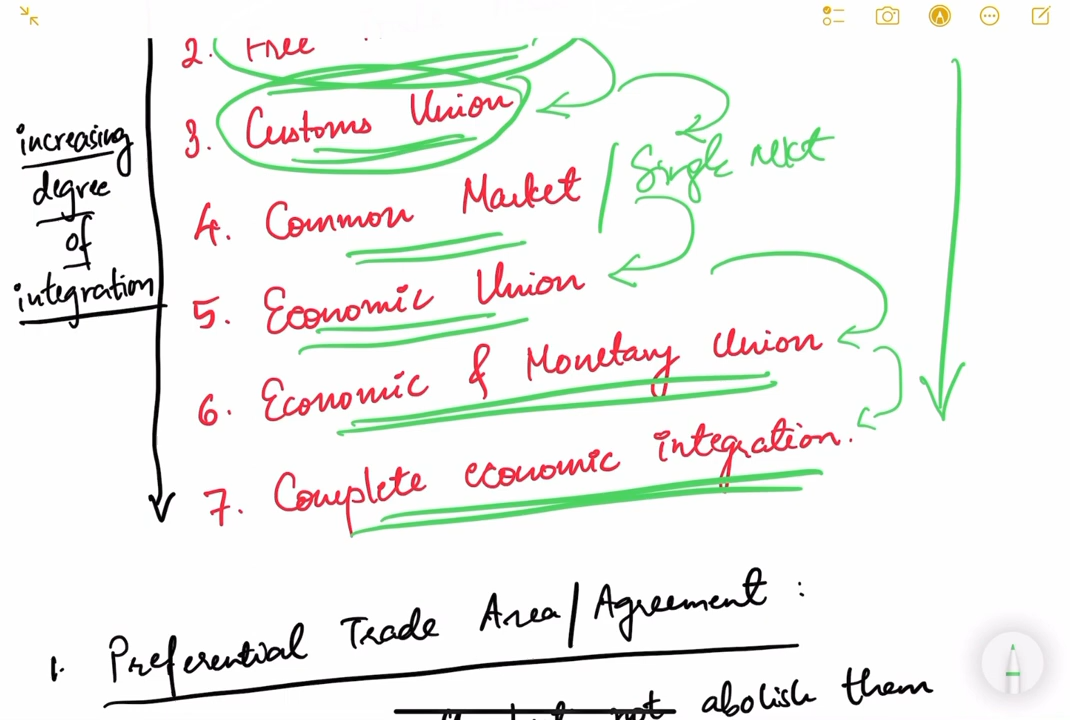 2. Free
3. Customs Union
4. Common Market / Single Mkt
5. Economic Union
6. Economic & Monetary Union
7. Complete economic integration.
increasing
degree
of
integration
1. Preferential Trade Area/Agreement :
not abolish them